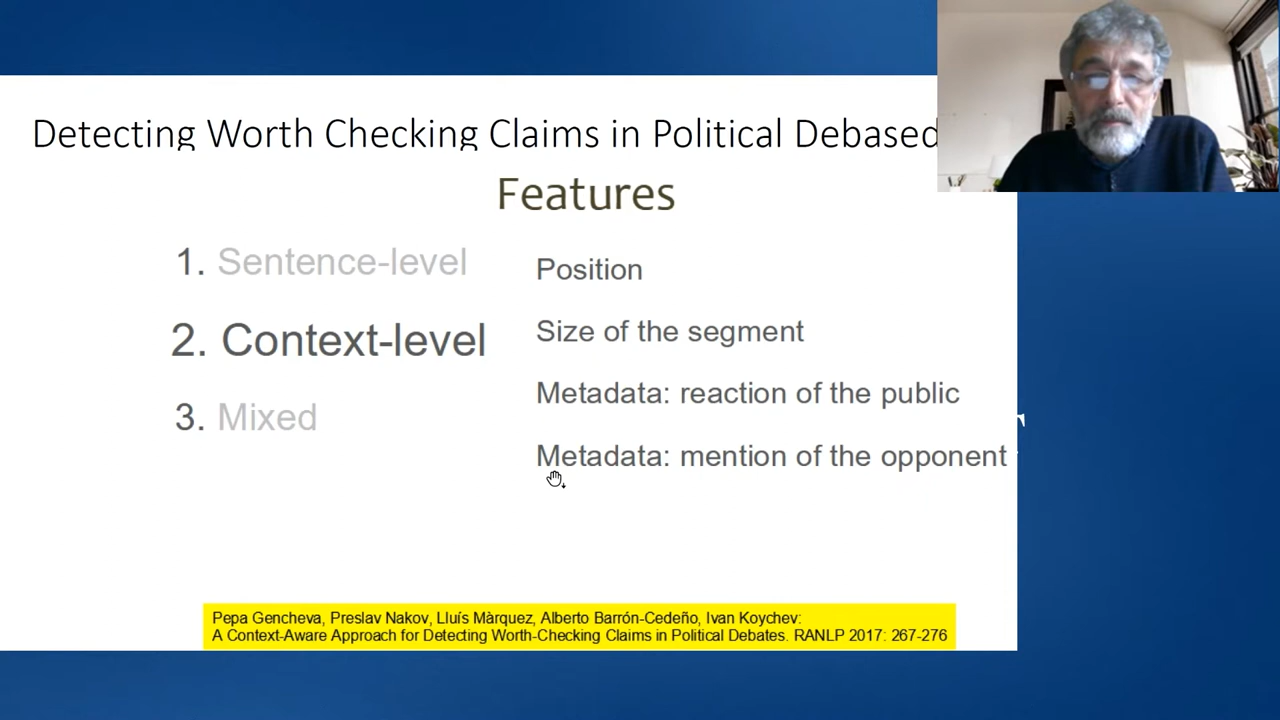 Detecting Worth Checking Claims in Political Debased
Features
1. Sentence-level
2. Context-level
3. Mixed
Position
Size of the segment
Metadata: reaction of the public
Metadata: mention of the opponent
Pepa Gencheva, Preslav Nakov, Lluís Màrquez, Alberto Barrón-Cedeño, Ivan Koychev:
A Context-Aware Approach for Detecting Worth-Checking Claims in Political Debates. RANLP 2017: 267-276